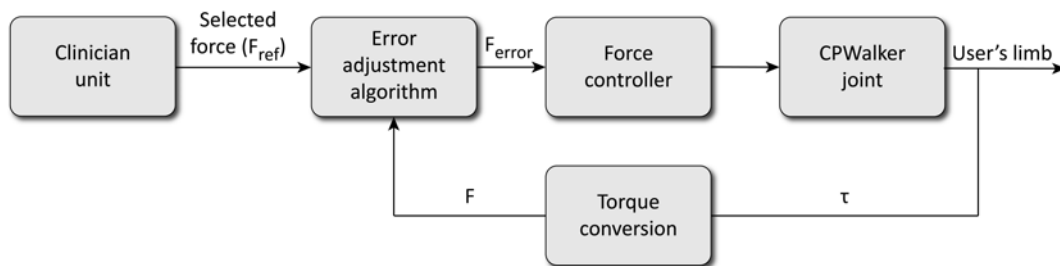 Clinician
unit
Selected
force (F_ref)
Error
adjustment
algorithm
F_error
Force
controller
CPWalker
joint
User's limb
F
Torque
conversion
τ